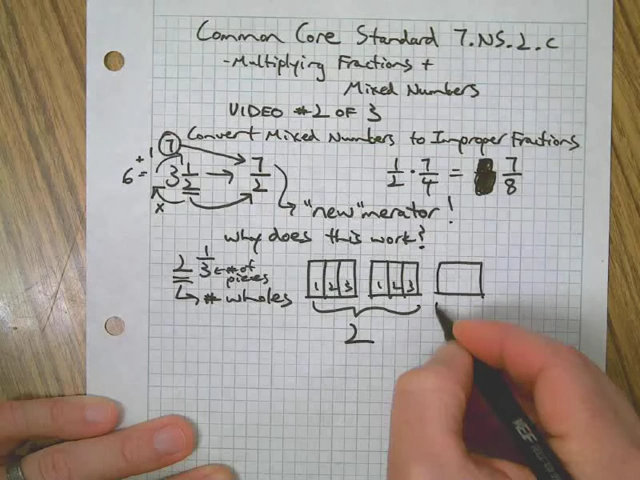 Common Core Standard 7.NS.2.c
-Multiplying Fractions +
Mixed Numbers
VIDEO #2 OF 3
Convert Mixed Numbers to Improper Fractions
7
+ 1
6 = 3 1/2 → 7/2
x
1/2 · 7/4 = 7/8
"new"merator!
why does this work?
2 1/3 ← # of pieces
# wholes
1 2 3 1 2 3
2